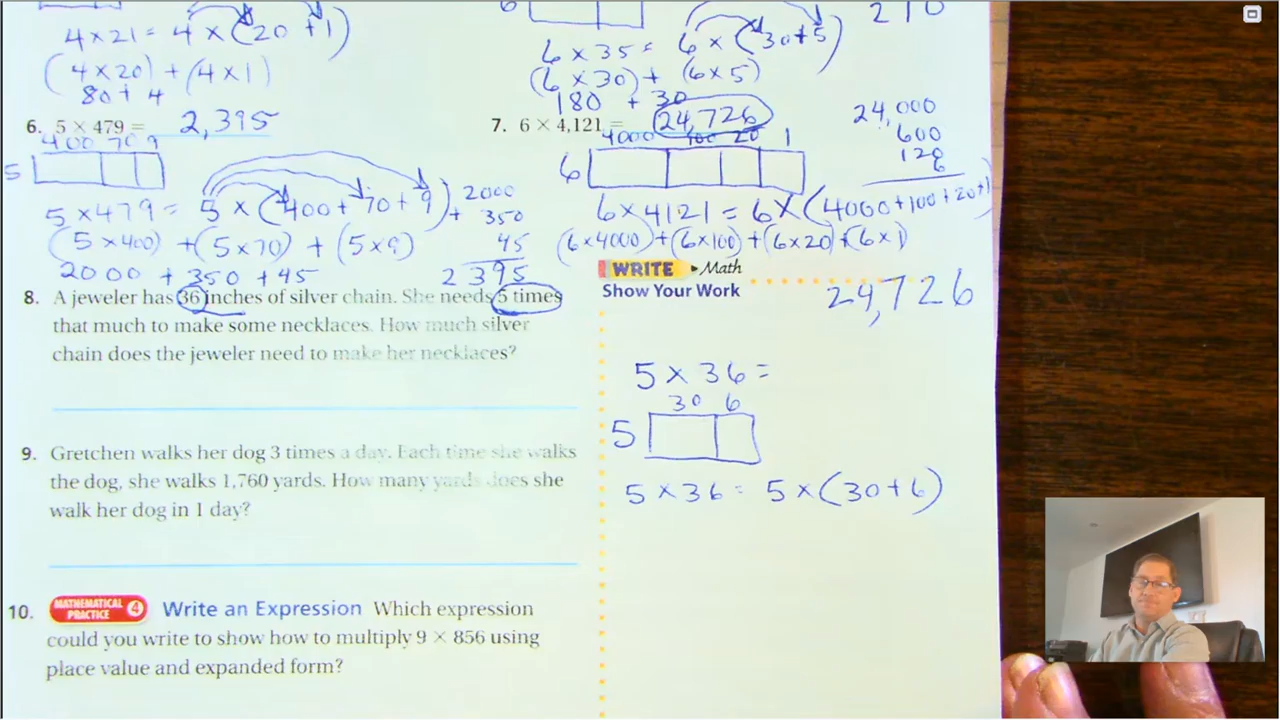 4 × 21 = 4 × (20 + 1)
(4 × 20) + (4 × 1)
80 + 4
6
210
6 × 35 = 6 × (30 + 5)
(6 × 30) + (6 × 5)
180 + 30
6. 5 × 479 = 2,395
400 70 9
5
5 × 479 = 5 × (400 + 70 + 9)
(5 × 400) + (5 × 70) + (5 × 9)
2000 + 350 + 45
2000
+ 350
45
2395
7. 6 × 4,121 = 24,726
4000 100 20 1
6
24,000
600
120
6
6 × 4121 = 6 × (4000 + 100 + 20 + 1)
(6 × 4000) + (6 × 100) + (6 × 20) + (6 × 1)
24,726
WRITE Math
Show Your Work
8. A jeweler has 36 inches of silver chain. She needs 5 times
that much to make some necklaces. How much silver
chain does the jeweler need to make her necklaces?
5 × 36 =
30 6
5
5 × 36 = 5 × (30 + 6)
9. Gretchen walks her dog 3 times a day. Each time she walks
the dog, she walks 1,760 yards. How many yards does she
walk her dog in 1 day?
10. MATHEMATICAL PRACTICE 4 Write an Expression Which expression
could you write to show how to multiply 9 × 856 using
place value and expanded form?